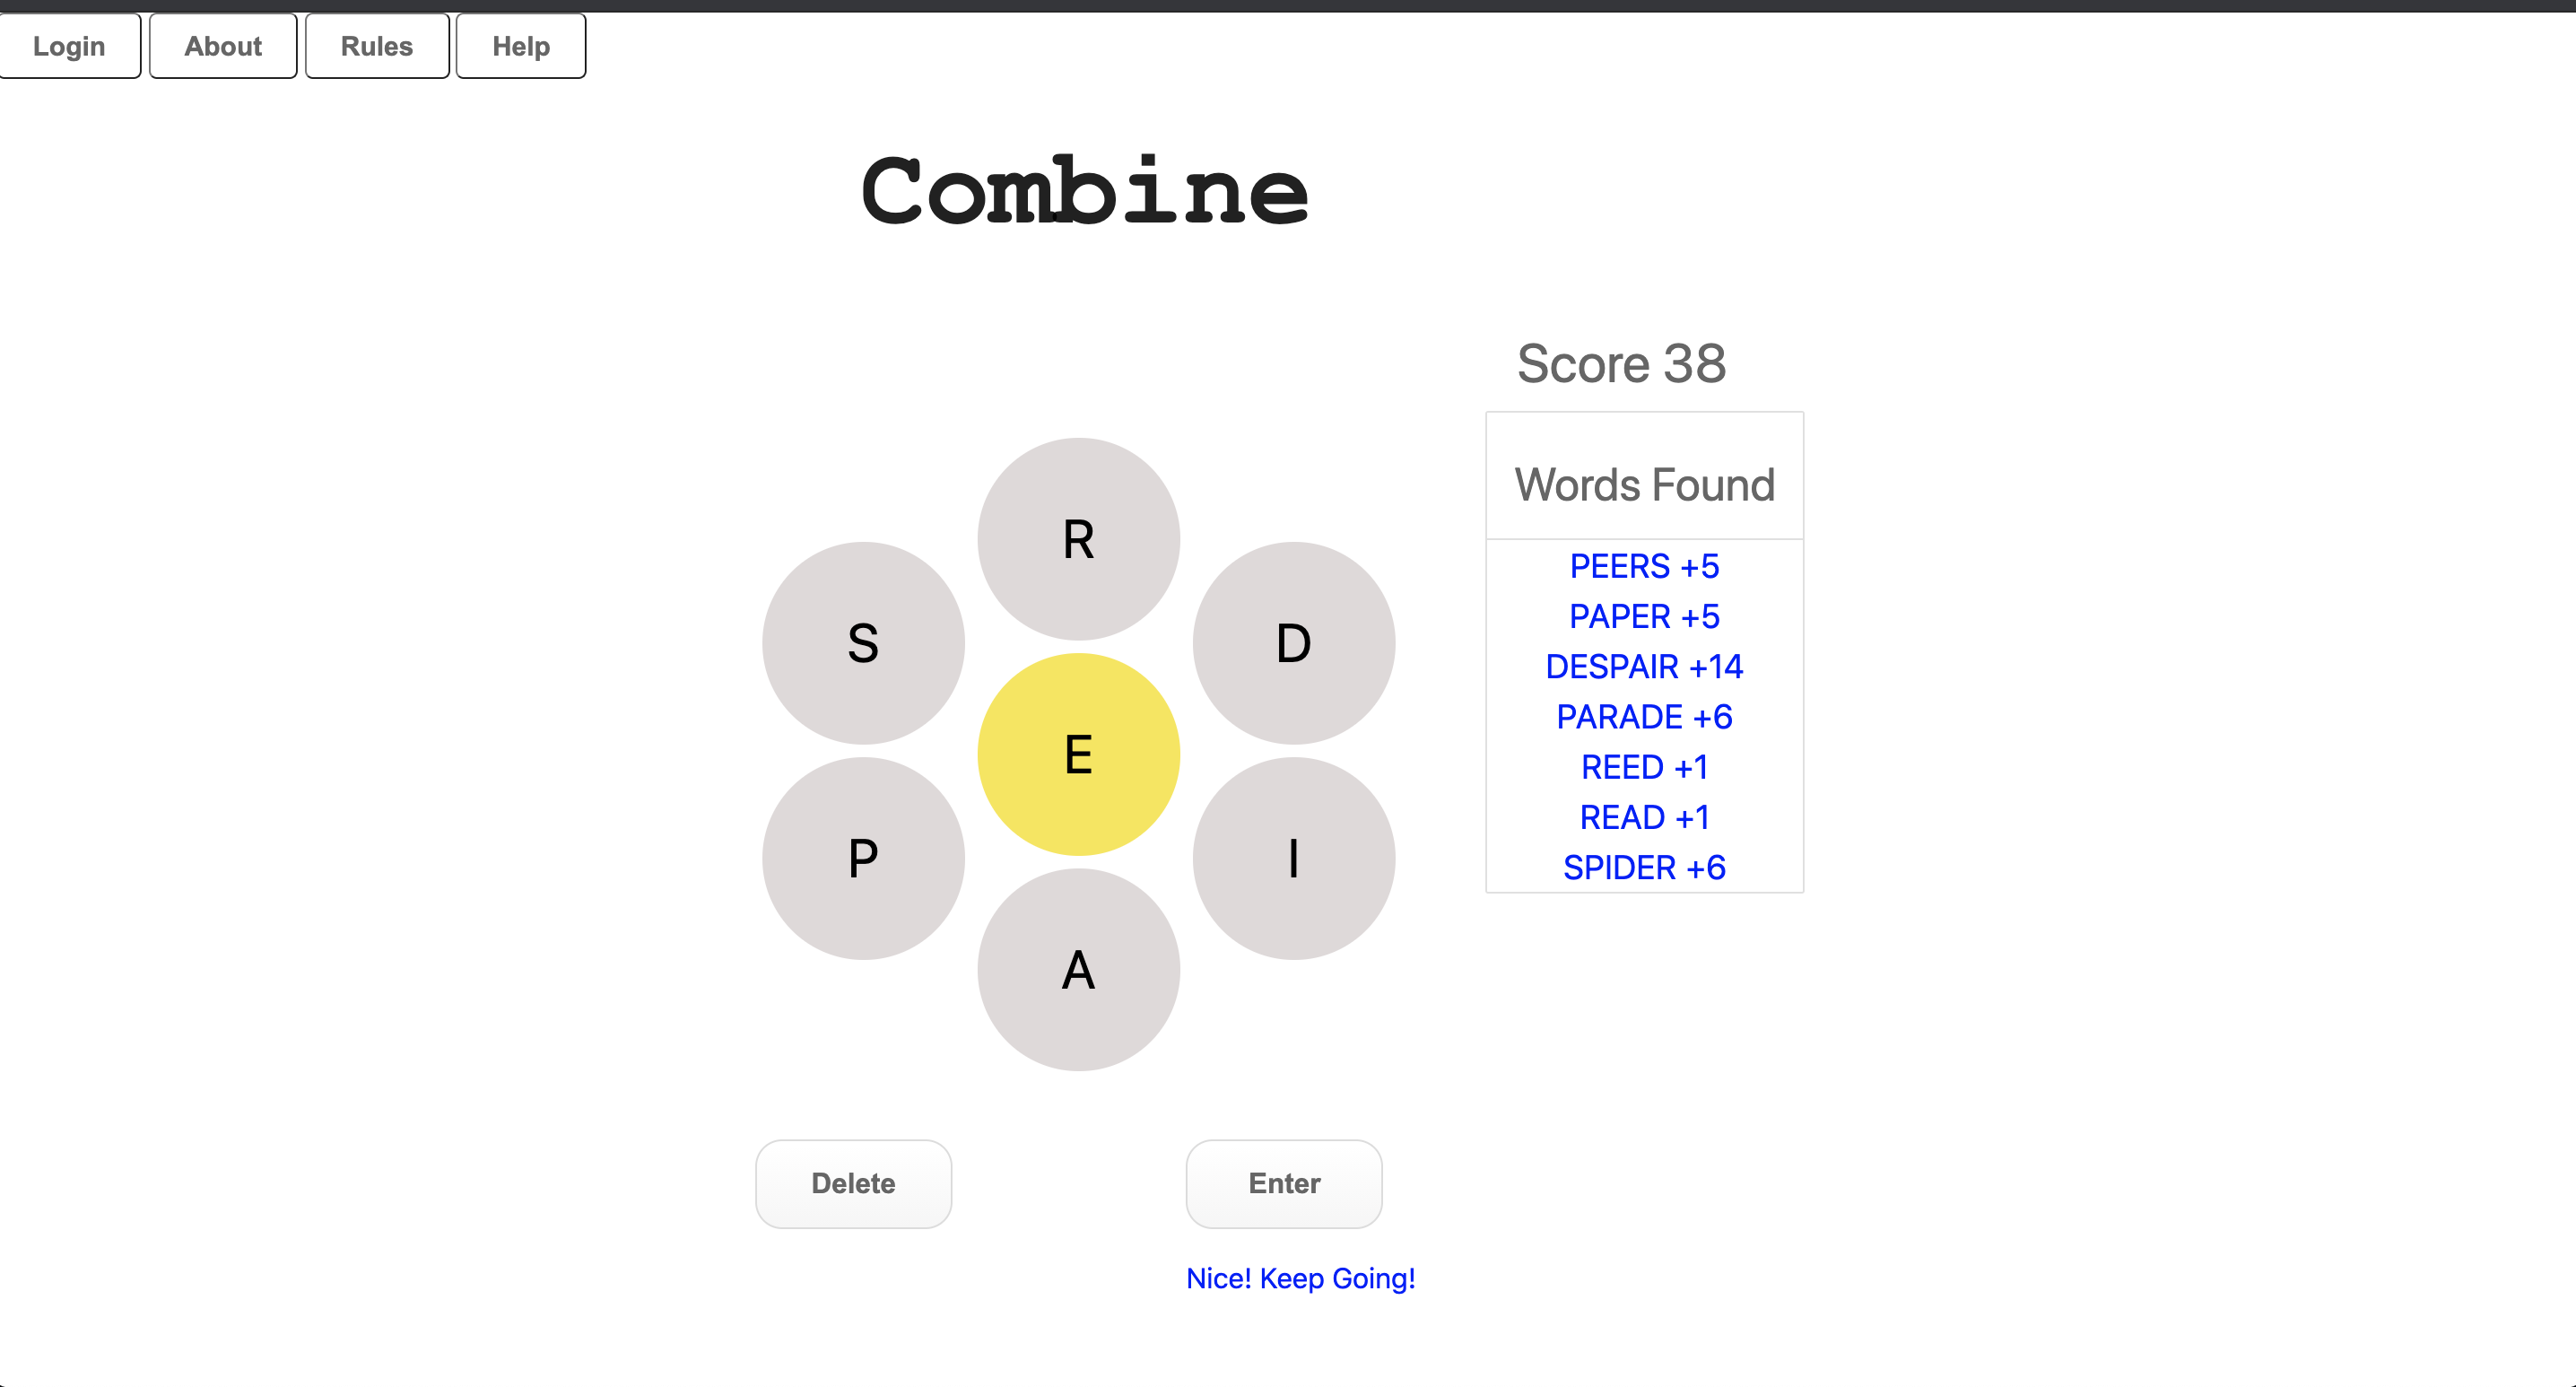 Login About Rules Help
Combine
Score 38
Words Found
PEERS +5
PAPER +5
DESPAIR +14
PARADE +6
REED +1
READ +1
SPIDER +6
R
S D
E
P I
A
Delete Enter
Nice! Keep Going!